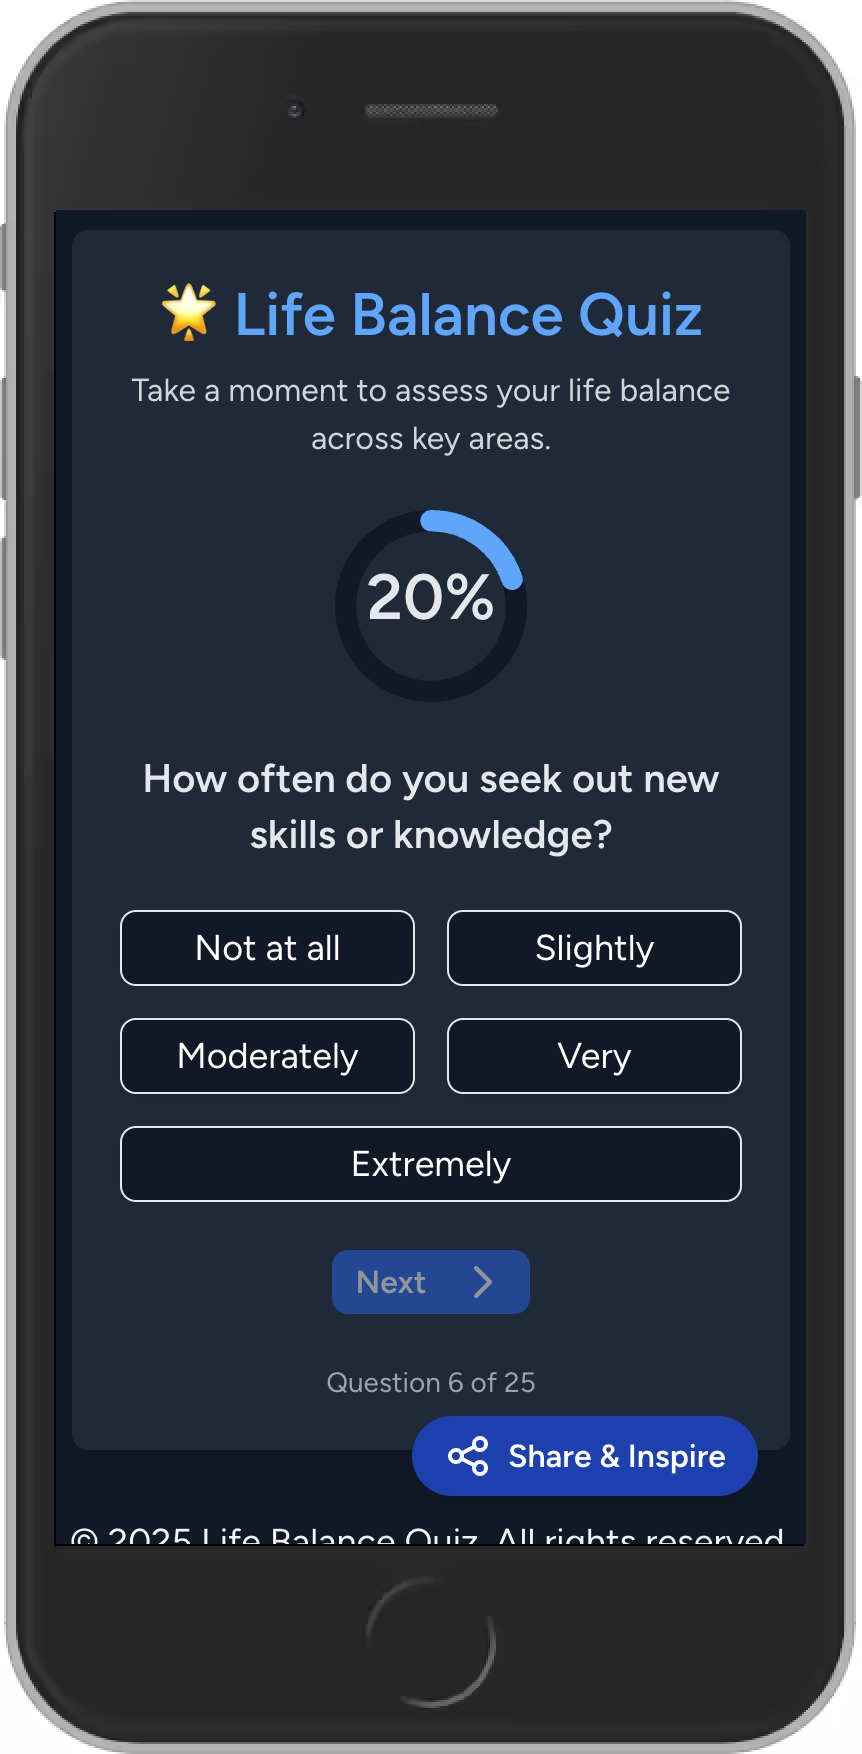 🌟 Life Balance Quiz
Take a moment to assess your life balance
across key areas.
20%
How often do you seek out new
skills or knowledge?
Not at all
Slightly
Moderately
Very
Extremely
Next
Question 6 of 25
Share & Inspire
© 2025 Life Balance Quiz. All rights reserved.